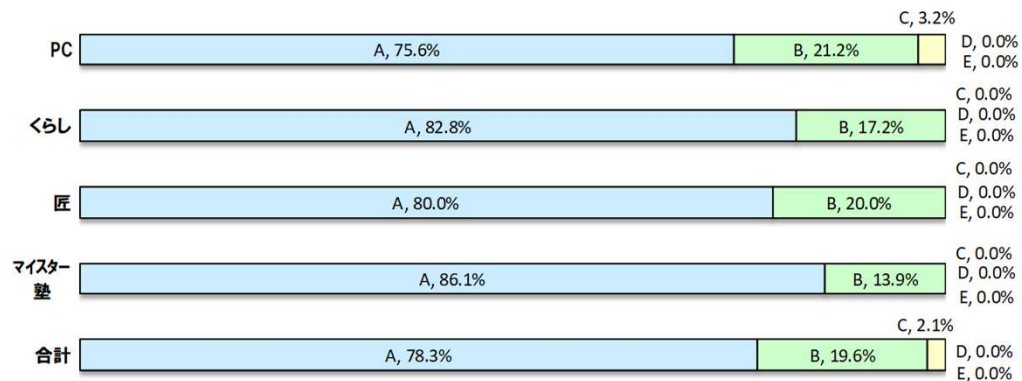 C, 3.2%
PC
A, 75.6%
B, 21.2%
D, 0.0%
E, 0.0%
C, 0.0%
くらし
A, 82.8%
B, 17.2%
D, 0.0%
E, 0.0%
C, 0.0%
匠
A, 80.0%
B, 20.0%
D, 0.0%
E, 0.0%
C, 0.0%
マイスター
塾
A, 86.1%
B, 13.9%
D, 0.0%
E, 0.0%
C, 2.1%
合計
A, 78.3%
B, 19.6%
D, 0.0%
E, 0.0%